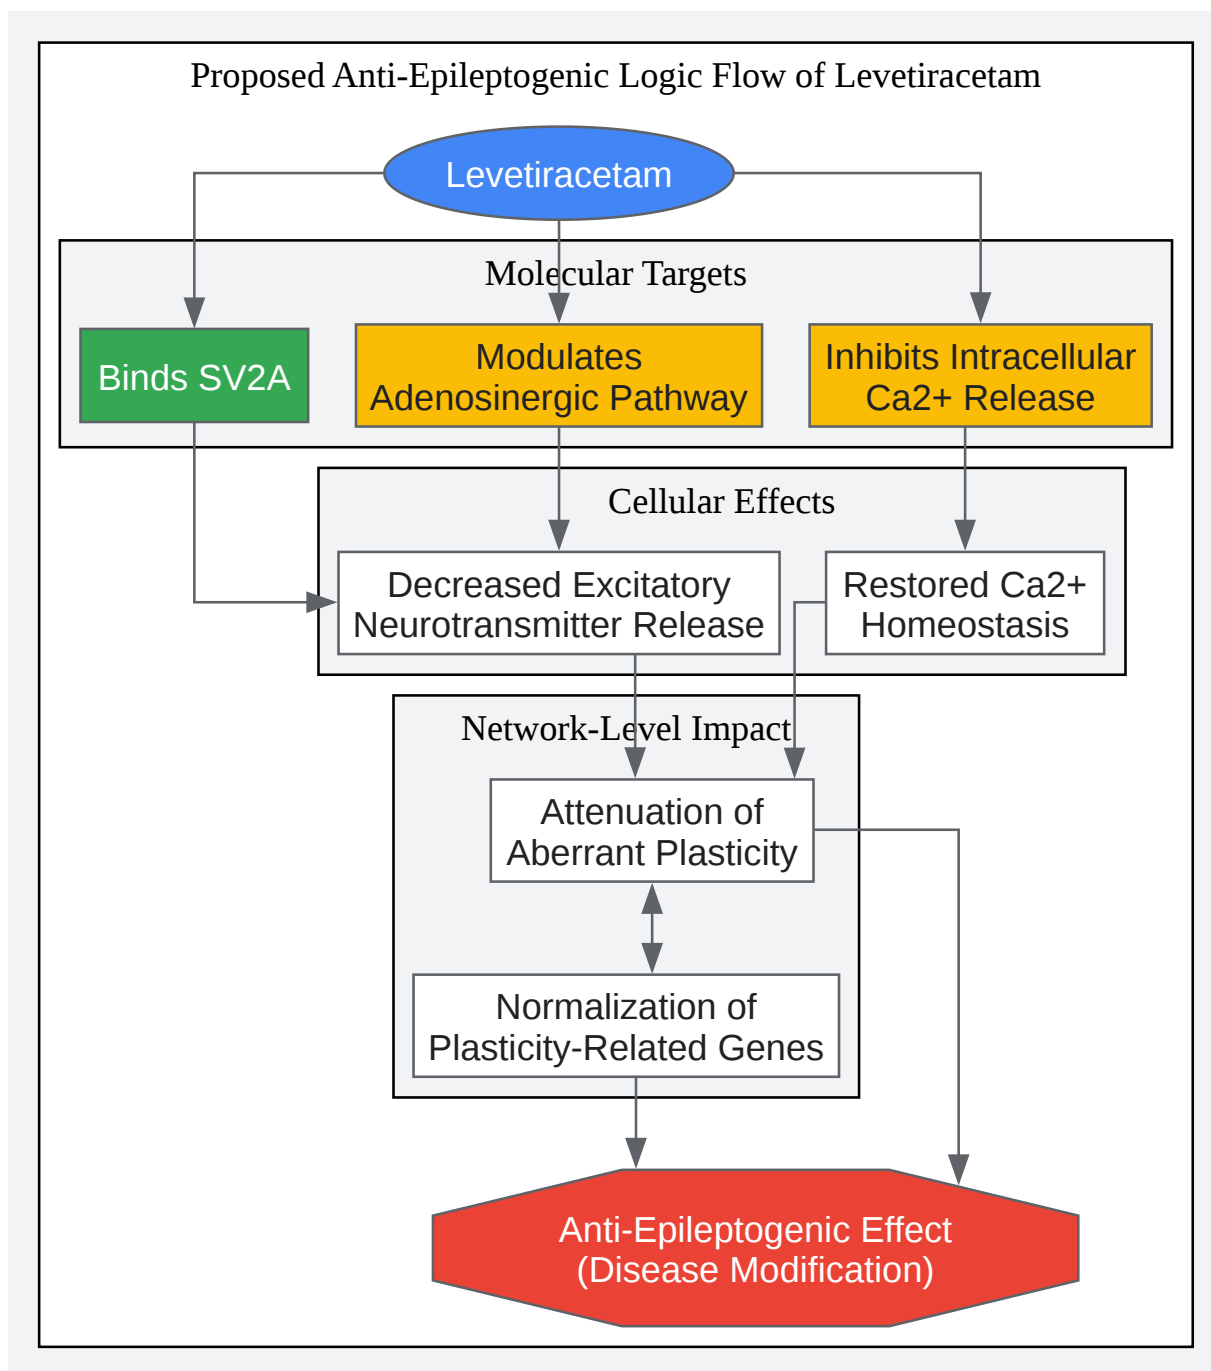 Proposed Anti-Epileptogenic Logic Flow of Levetiracetam
Levetiracetam
Molecular Targets
Binds SV2A
Modulates
Adenosinergic Pathway
Inhibits Intracellular
Ca2+ Release
Cellular Effects
Decreased Excitatory
Neurotransmitter Release
Restored Ca2+
Homeostasis
Network-Level Impact
Attenuation of
Aberrant Plasticity
Normalization of
Plasticity-Related Genes
Anti-Epileptogenic Effect
(Disease Modification)